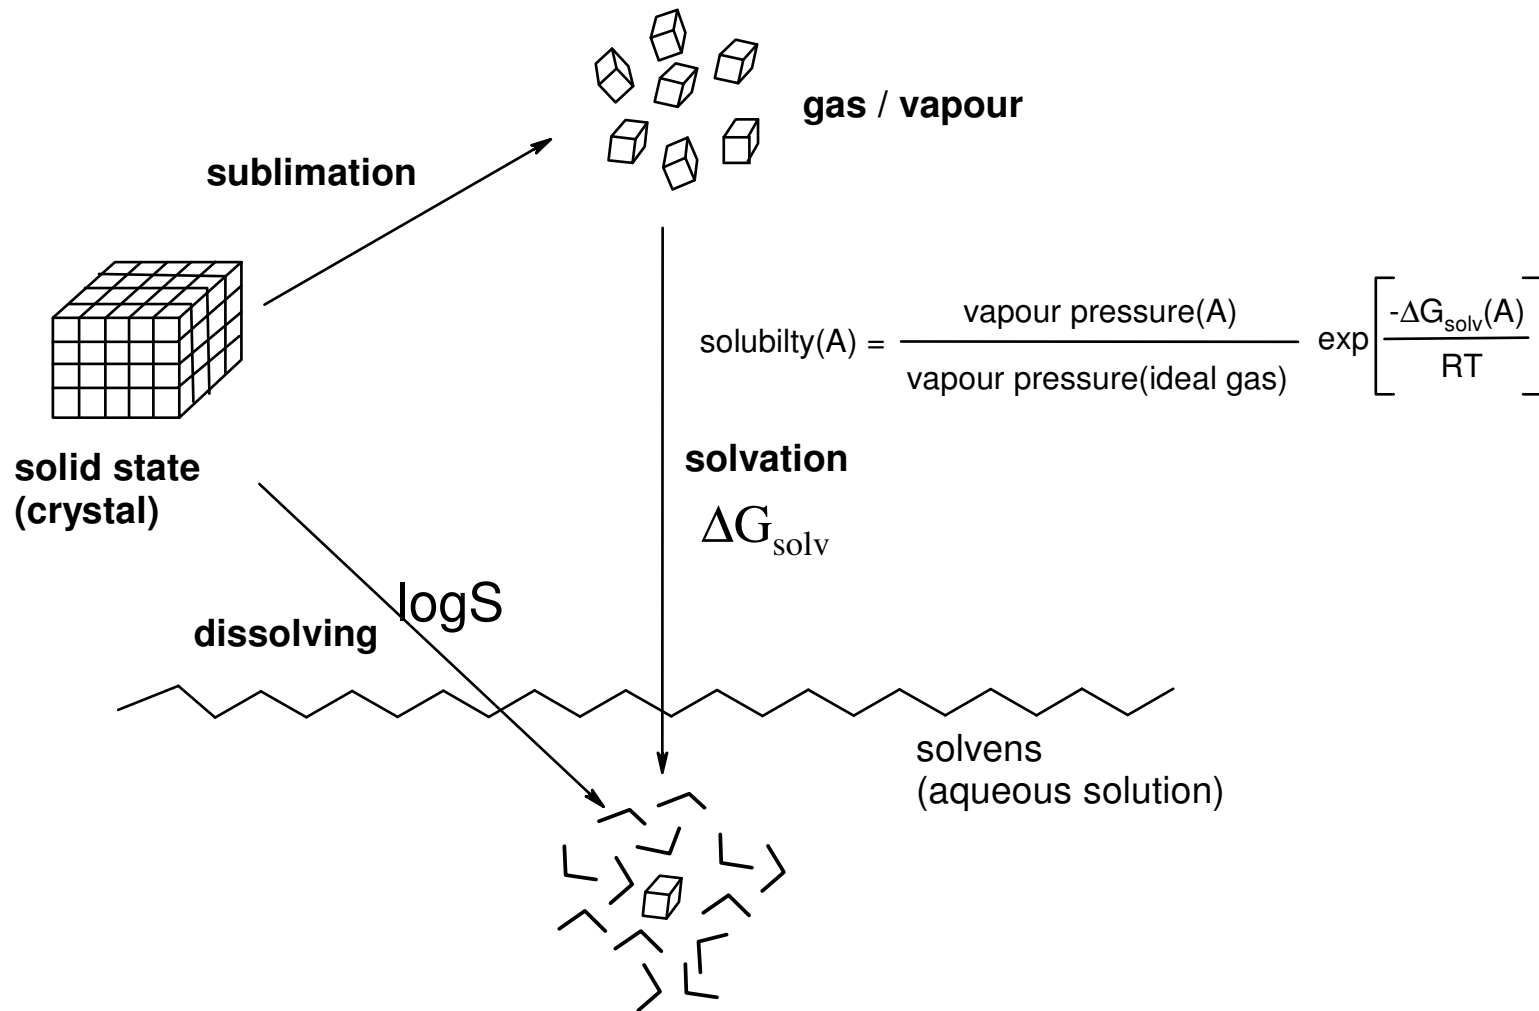 gas / vapour
sublimation
solubilty(A) = vapour pressure(A) / vapour pressure(ideal gas) exp [ -ΔGsolv(A) / RT ]
solid state
(crystal)
solvation
ΔGsolv
logS
dissolving
solvens
(aqueous solution)